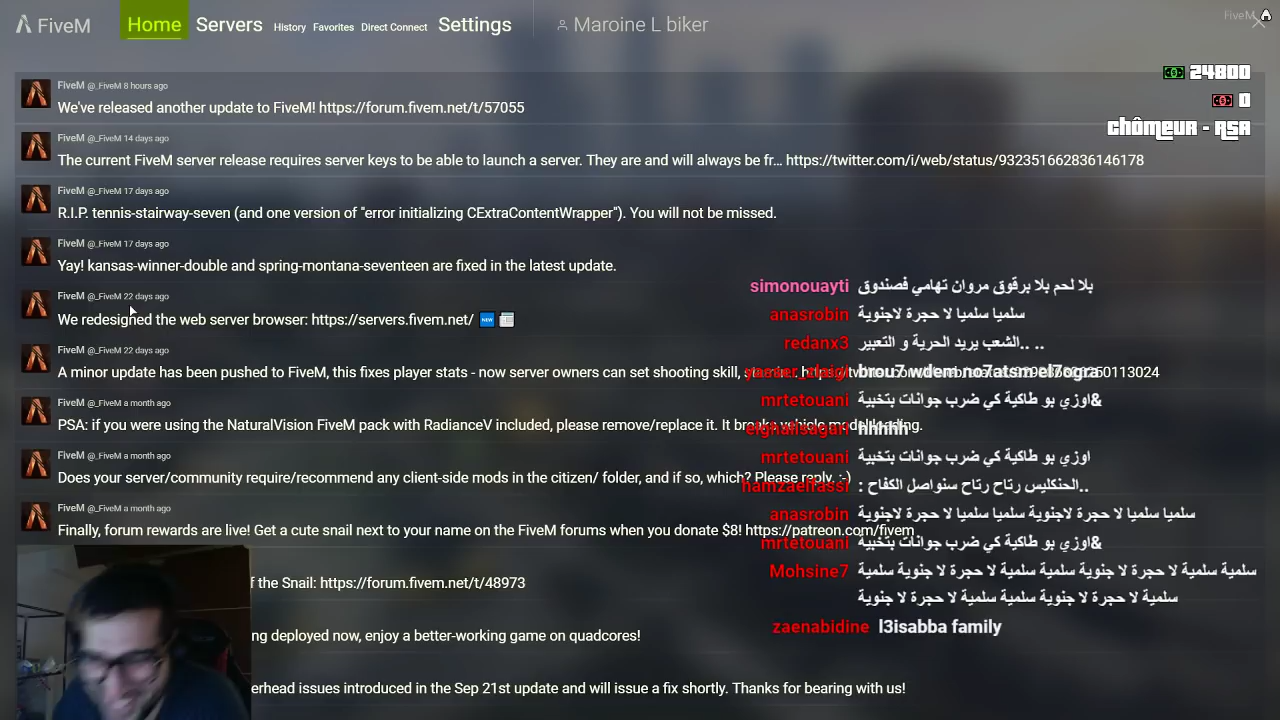 FiveM
Home Servers History Favorites Direct Connect Settings Maroine L biker
FiveM
24800
0
chômeur - RSA
FiveM @_FiveM 8 hours ago
We've released another update to FiveM! https://forum.fivem.net/t/57055
FiveM @_FiveM 14 days ago
The current FiveM server release requires server keys to be able to launch a server. They are and will always be fr... https://twitter.com/i/web/status/932351662836146178
FiveM @_FiveM 17 days ago
R.I.P. tennis-stairway-seven (and one version of "error initializing CExtraContentWrapper"). You will not be missed.
FiveM @_FiveM 17 days ago
Yay! kansas-winner-double and spring-montana-seventeen are fixed in the latest update.
FiveM @_FiveM 22 days ago
We redesigned the web server browser: https://servers.fivem.net/
FiveM @_FiveM 22 days ago
A minor update has been pushed to FiveM, this fixes player stats - now server owners can set shooting skill,
FiveM @_FiveM a month ago
PSA: if you were using the NaturalVision FiveM pack with RadianceV included, please remove/replace it. It breaks vehicle mode loading.
FiveM @_FiveM a month ago
Does your server/community require/recommend any client-side mods in the citizen/ folder, and if so, which? Please reply. :-)
FiveM @_FiveM a month ago
Finally, forum rewards are live! Get a cute snail next to your name on the FiveM forums when you donate $8! https://patreon.com/fivem
f the Snail: https://forum.fivem.net/t/48973
ng deployed now, enjoy a better-working game on quadcores!
erhead issues introduced in the Sep 21st update and will issue a fix shortly. Thanks for bearing with us!
simonouayti بلا لحم بلا برقوق مروان تهامي فصندوق
anasrobin سلميا سلميا لا حجرة لاجنوية
redanx3 الشعب يريد الحرية و التعبير.. ..
brou7 wdem no7atsm el7ogra
mrtetouani اوزي بو طاكية كي ضرب جوانات بتخبية&
elghalisagari hhhhh
mrtetouani اوزي بو طاكية كي ضرب جوانات بتخبية
hamzaelfassi : الحنكليس رتاح رتاح سنواصل الكفاح..
anasrobin سلميا سلميا لا حجرة لاجنوية سلميا سلميا لا حجرة لاجنوية
mrtetouani اوزي بو طاكية كي ضرب جوانات بتخبية&
Mohsine7 سلمية سلمية لا حجرة لا جنوية سلمية سلمية لا حجرة لا جنوية سلمية
سلمية لا حجرة لا جنوية سلمية سلمية لا حجرة لا جنوية
zaenabidine l3isabba family